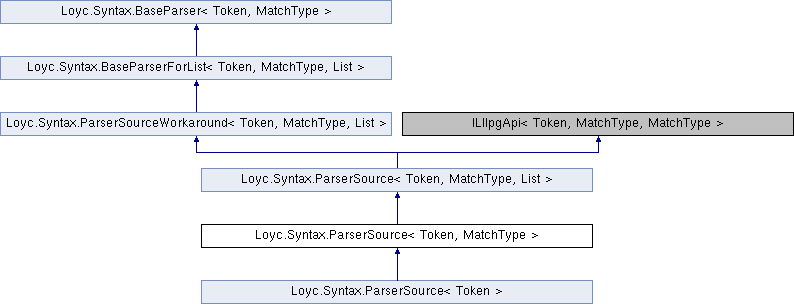 Loyc.Syntax.BaseParser< Token, MatchType >
Loyc.Syntax.BaseParserForList< Token, MatchType, List >
Loyc.Syntax.ParserSourceWorkaround< Token, MatchType, List >
ILllpgApi< Token, MatchType, MatchType >
Loyc.Syntax.ParserSource< Token, MatchType, List >
Loyc.Syntax.ParserSource< Token, MatchType >
Loyc.Syntax.ParserSource< Token >